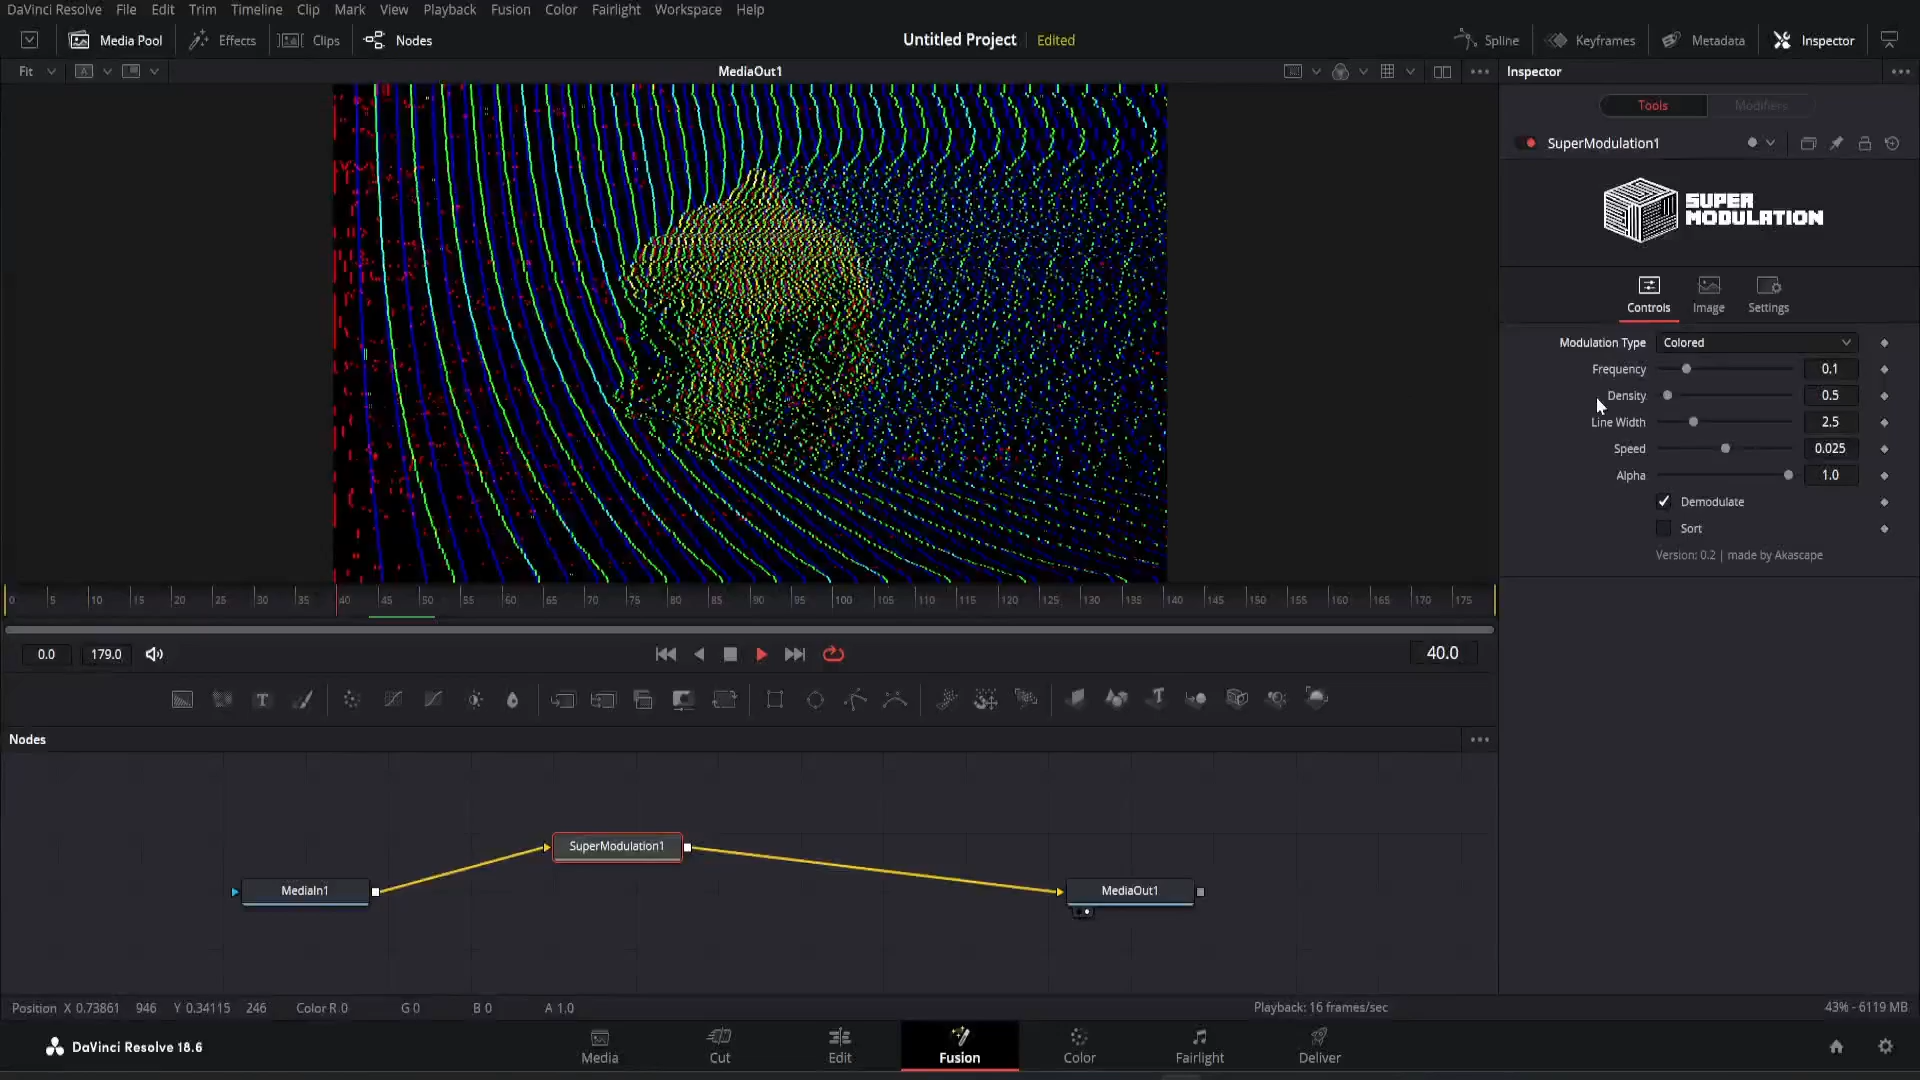 DaVinci Resolve File Edit Trim Timeline Clip Mark View Playback Fusion Color Fairlight Workspace Help
Media Pool Effects Clips Nodes Untitled Project Edited Spline Keyframes Metadata Inspector
Fit A MediaOut1 Inspector
Tools Modifiers
SuperModulation1
SUPER
MODULATION
Controls Image Settings
Modulation Type Colored
Frequency 0.1
Density 0.5
Line Width 2.5
Speed 0.025
Alpha 1.0
Demodulate
Sort
Version: 0.2 | made by Akascape
0 5 10 15 20 25 30 35 40 45 50 55 60 65 70 75 80 85 90 95 100 105 110 115 120 125 130 135 140 145 150 155 160 165 170 175
0.0 179.0 40.0
T T
Nodes
SuperModulation1
MediaIn1 MediaOut1
Position X 0.73861 946 Y 0.34115 246 Color R 0 G 0 B 0 A 1.0 Playback: 16 frames/sec 43% - 6119 MB
DaVinci Resolve 18.6 Media Cut Edit Fusion Color Fairlight Deliver